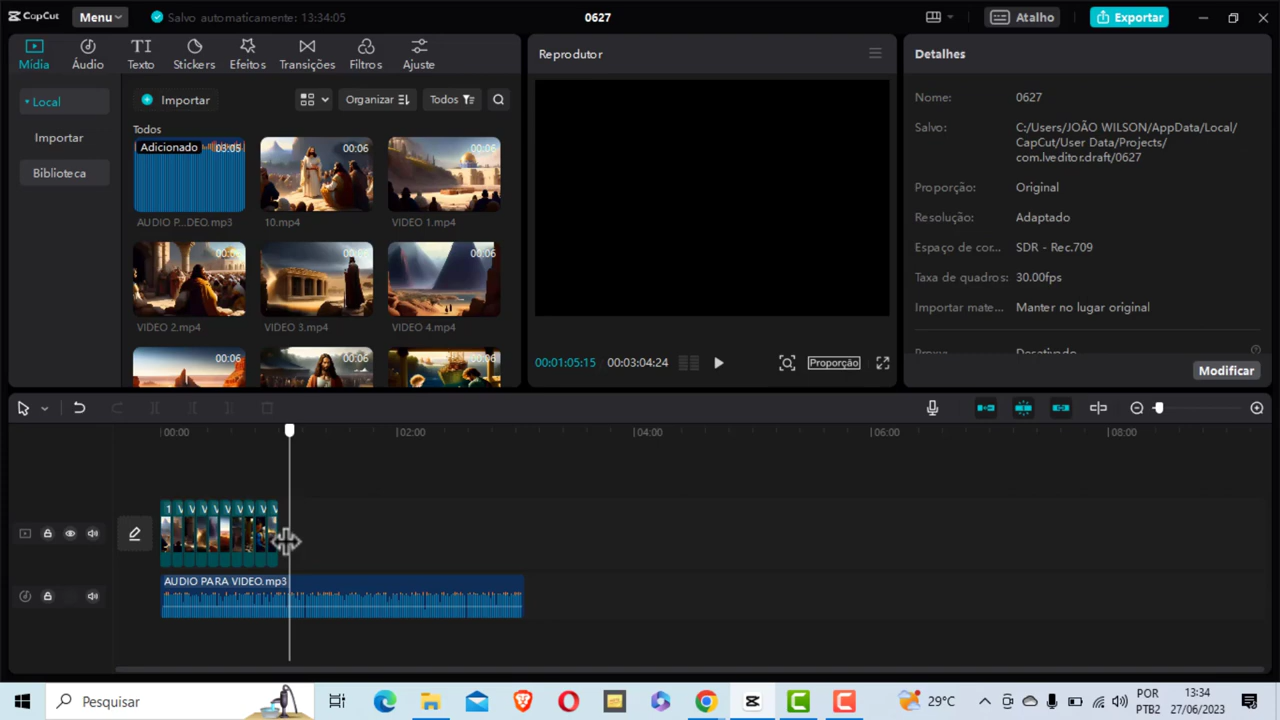 CapCut
Menu
Salvo automaticamente: 13:34:05
0627
Atalho
Exportar
Mídia
Áudio
Texto
Stickers
Efeitos
Transições
Filtros
Ajuste
Local
Importar
Biblioteca
Importar
Organizar
Todos
Todos
Adicionado 03:05
AUDIO P...DEO.mp3
00:06
10.mp4
00:06
VIDEO 1.mp4
VIDEO 2.mp4
00:06
VIDEO 3.mp4
00:06
VIDEO 4.mp4
00:06
00:06
00:06
Reprodutor
00:01:05:15
00:03:04:24
Proporção
Detalhes
Nome: 0627
Salvo: C:/Users/JOÃO WILSON/AppData/Local/
CapCut/User Data/Projects/
com.lveditor.draft/0627
Proporção: Original
Resolução: Adaptado
Espaço de cor... SDR - Rec.709
Taxa de quadros: 30.00fps
Importar mate... Manter no lugar original
Proxy: Desativado
Modificar
00:00
02:00
04:00
06:00
08:00
1 V V V V V V V V V
AUDIO PARA VIDEO.mp3
Pesquisar
29°C
POR
PTB2
13:34
27/06/2023